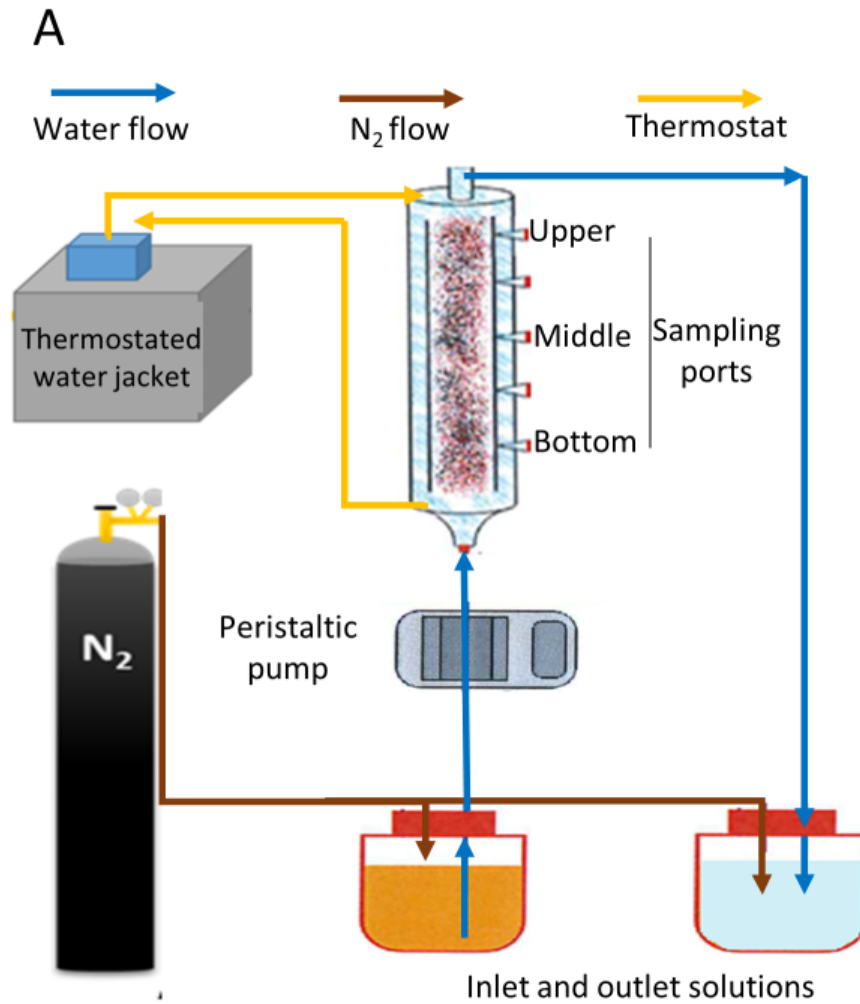 A
Water flow
N₂ flow
Thermostat
Upper
Thermostated
water jacket
Middle
Sampling
ports
Bottom
N₂
Peristaltic
pump
Inlet and outlet solutions